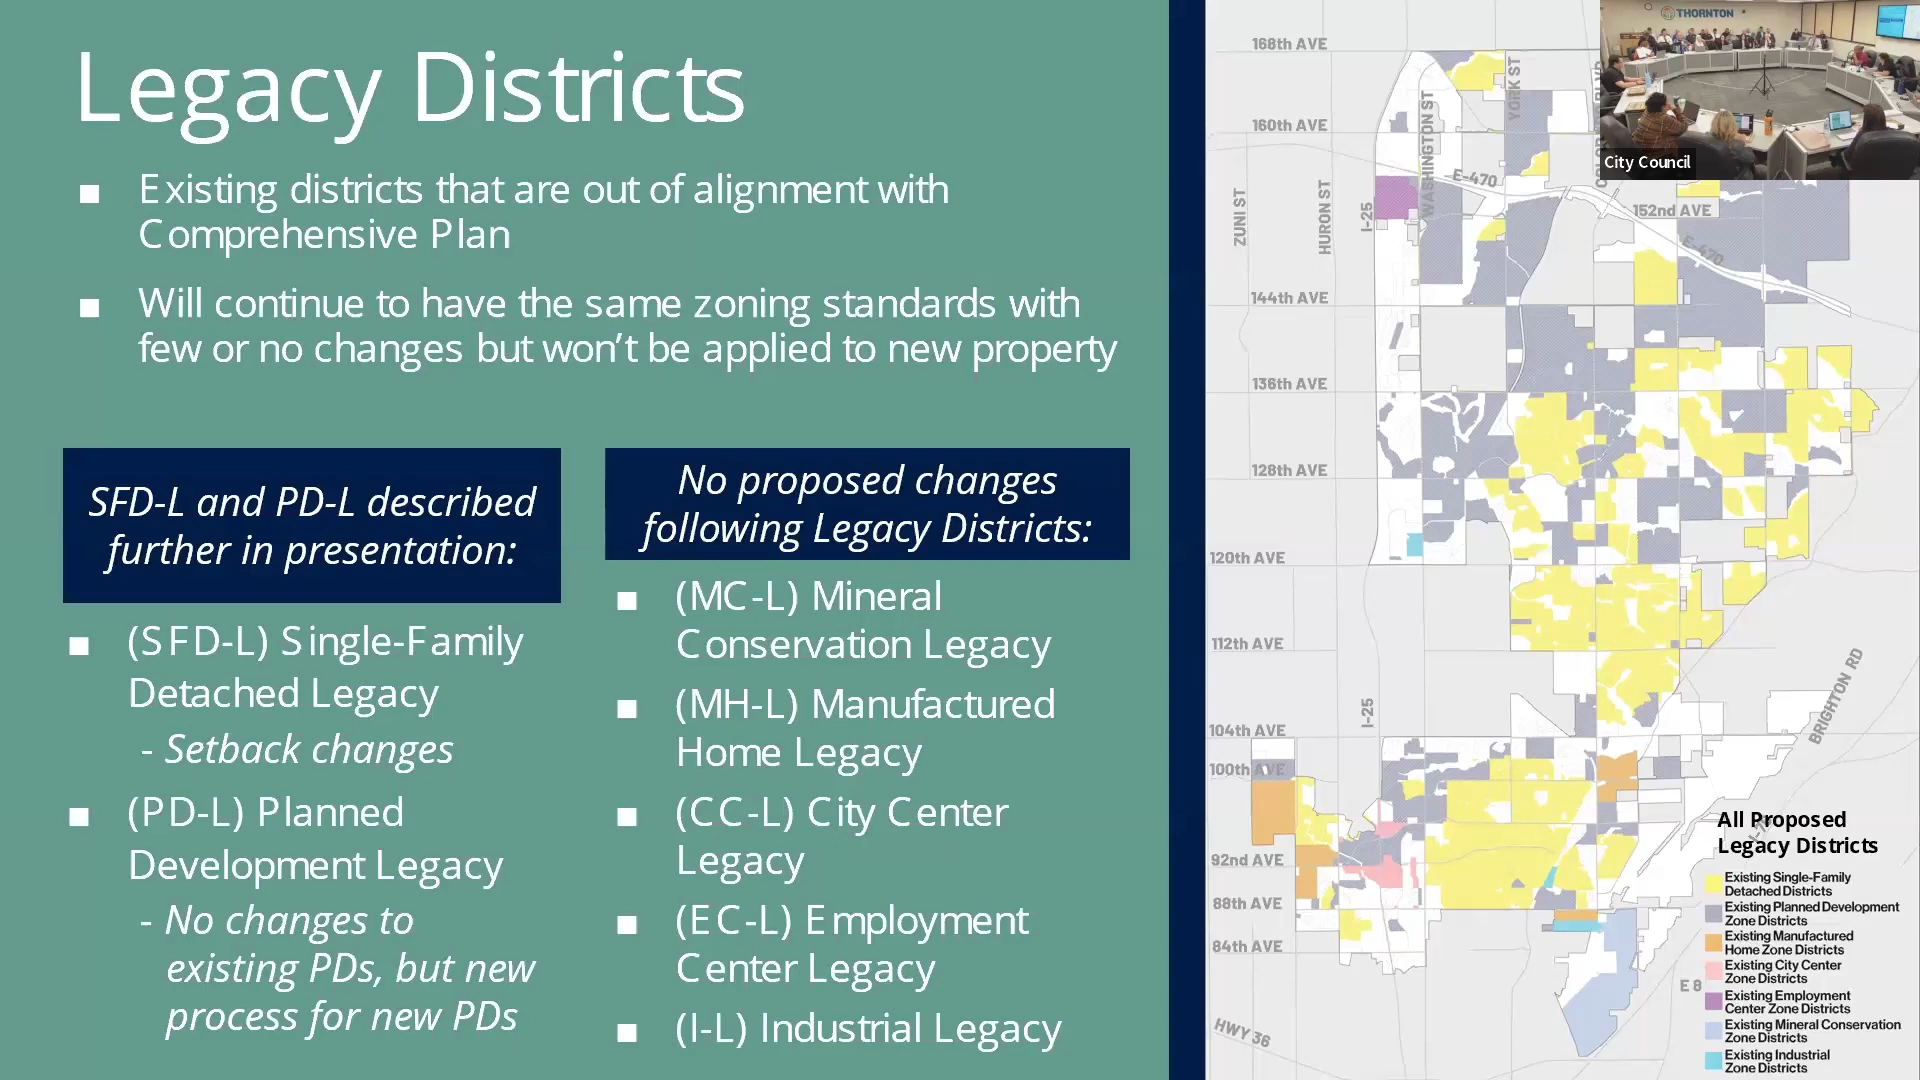 Legacy Districts
■ Existing districts that are out of alignment with
Comprehensive Plan
■ Will continue to have the same zoning standards with
few or no changes but won’t be applied to new property
SFD-L and PD-L described
further in presentation:
■ (SFD-L) Single-Family
Detached Legacy
- Setback changes
■ (PD-L) Planned
Development Legacy
- No changes to
existing PDs, but new
process for new PDs
No proposed changes
following Legacy Districts:
■ (MC-L) Mineral
Conservation Legacy
■ (MH-L) Manufactured
Home Legacy
■ (CC-L) City Center
Legacy
■ (EC-L) Employment
Center Legacy
■ (I-L) Industrial Legacy
THORNTON
City Council
168th AVE
160th AVE
E-470
152nd AVE
E-470
ZUNI ST
HURON ST
I-25
WASHINGTON ST
YORK ST
144th AVE
136th AVE
128th AVE
120th AVE
112th AVE
I-25
BRIGHTON RD
104th AVE
100th AVE
92nd AVE
88th AVE
84th AVE
E 8
HWY 36
All Proposed
Legacy Districts
Existing Single-Family
Detached Districts
Existing Planned Development
Zone Districts
Existing Manufactured
Home Zone Districts
Existing City Center
Zone Districts
Existing Employment
Center Zone Districts
Existing Mineral Conservation
Zone Districts
Existing Industrial
Zone Districts